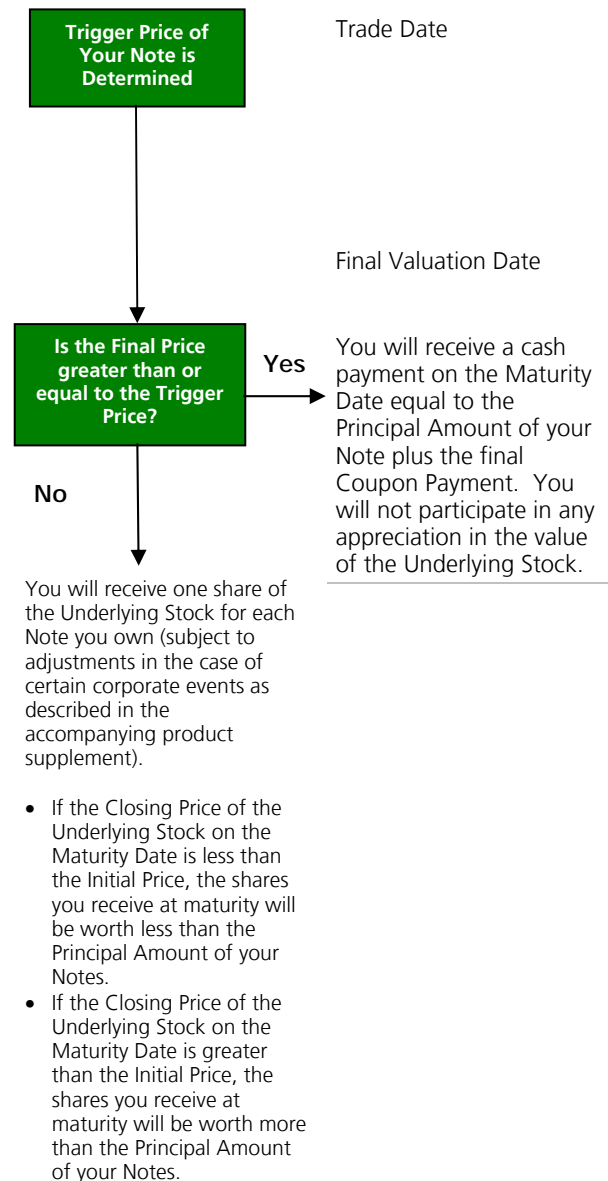 Trigger Price of
Your Note is
Determined
Trade Date
Final Valuation Date
Is the Final Price
greater than or
equal to the Trigger
Price?
Yes
You will receive a cash
payment on the Maturity
Date equal to the
Principal Amount of your
Note plus the final
Coupon Payment.  You
will not participate in any
appreciation in the value
of the Underlying Stock.
No
You will receive one share of
the Underlying Stock for each
Note you own (subject to
adjustments in the case of
certain corporate events as
described in the
accompanying product
supplement).
• If the Closing Price of the
Underlying Stock on the
Maturity Date is less than
the Initial Price, the shares
you receive at maturity will
be worth less than the
Principal Amount of your
Notes.
• If the Closing Price of the
Underlying Stock on the
Maturity Date is greater
than the Initial Price, the
shares you receive at
maturity will be worth more
than the Principal Amount
of your Notes.